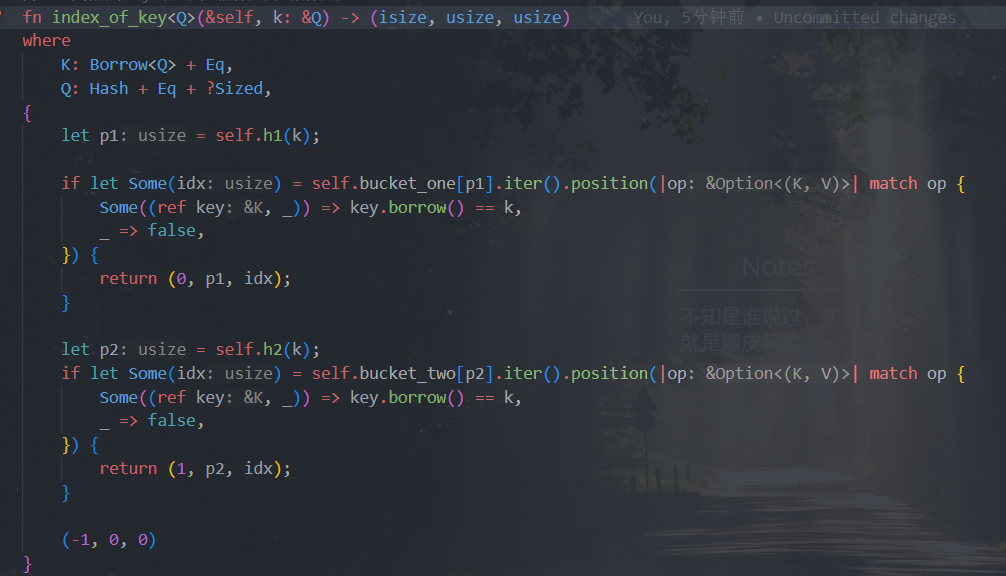 fn index_of_key<Q>(&self, k: &Q) -> (isize, usize, usize) You, 5分钟前 • Uncommitted changes
where
K: Borrow<Q> + Eq,
Q: Hash + Eq + ?Sized,
{
let p1: usize = self.h1(k);
if let Some(idx: usize) = self.bucket_one[p1].iter().position(|op: &Option<(K, V)>| match op {
Some((ref key: &K, _)) => key.borrow() == k,
_ => false,
}) {
return (0, p1, idx);
}
Notes
let p2: usize = self.h2(k);
不知是谁说过，生
就是
if let Some(idx: usize) = self.bucket_two[p2].iter().position(|op: &Option<(K, V)>| match op {
Some((ref key: &K, _)) => key.borrow() == k,
_ => false,
}) {
return (1, p2, idx);
}
(-1, 0, 0)
}